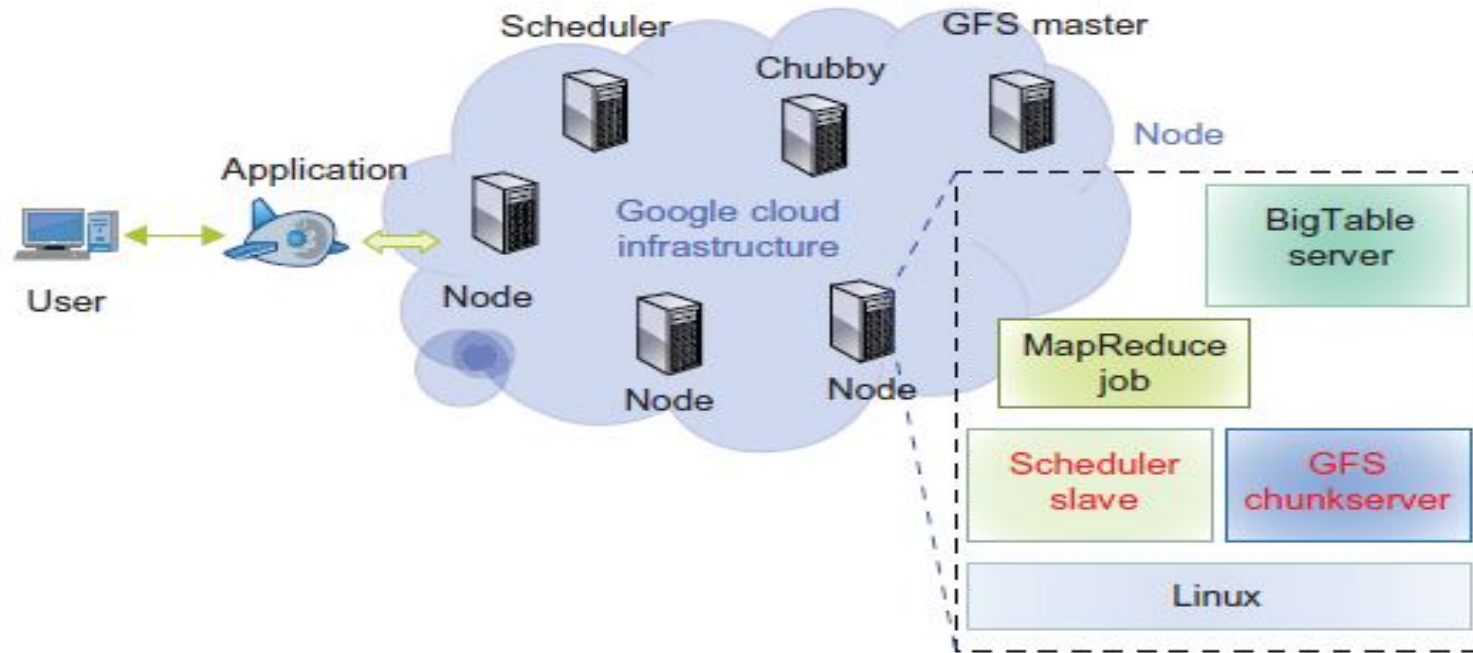 Scheduler
GFS master
Chubby
Node
Application
Google cloud
infrastructure
User
Node
Node
Node
BigTable
server
MapReduce
job
Scheduler
slave
GFS
chunkserver
Linux